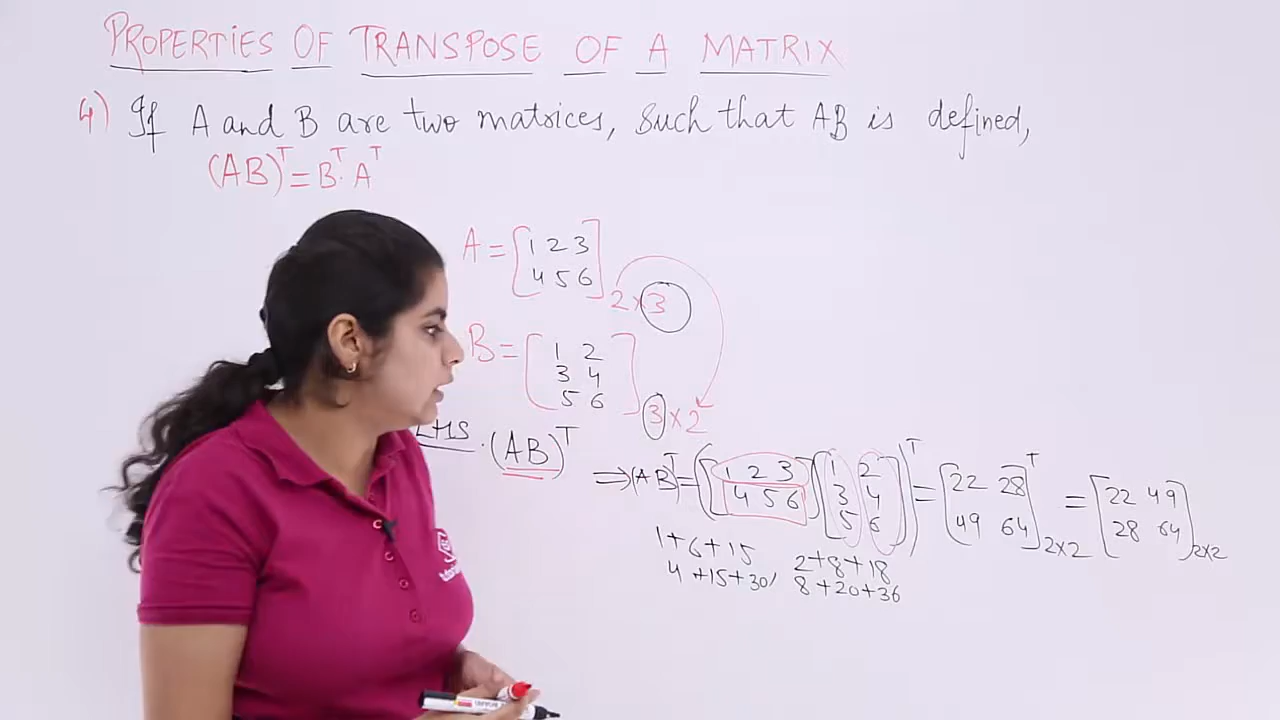 PROPERTIES OF TRANSPOSE OF A MATRIX
4) If A and B are two matrices, such that AB is defined,
(AB)ᵀ = Bᵀ · Aᵀ
A = [1 2 3
4 5 6] 2×3
B = [1 2
3 4
5 6] 3×2
LHS · (AB)ᵀ
⇒ (AB)ᵀ = ([1 2 3 4 5 6] [1 2 3 4 5 6])ᵀ = [22 28 49 64]ᵀ 2×2 = [22 49 28 64] 2×2
1+6+15 2+8+18
4+15+30, 8+20+36